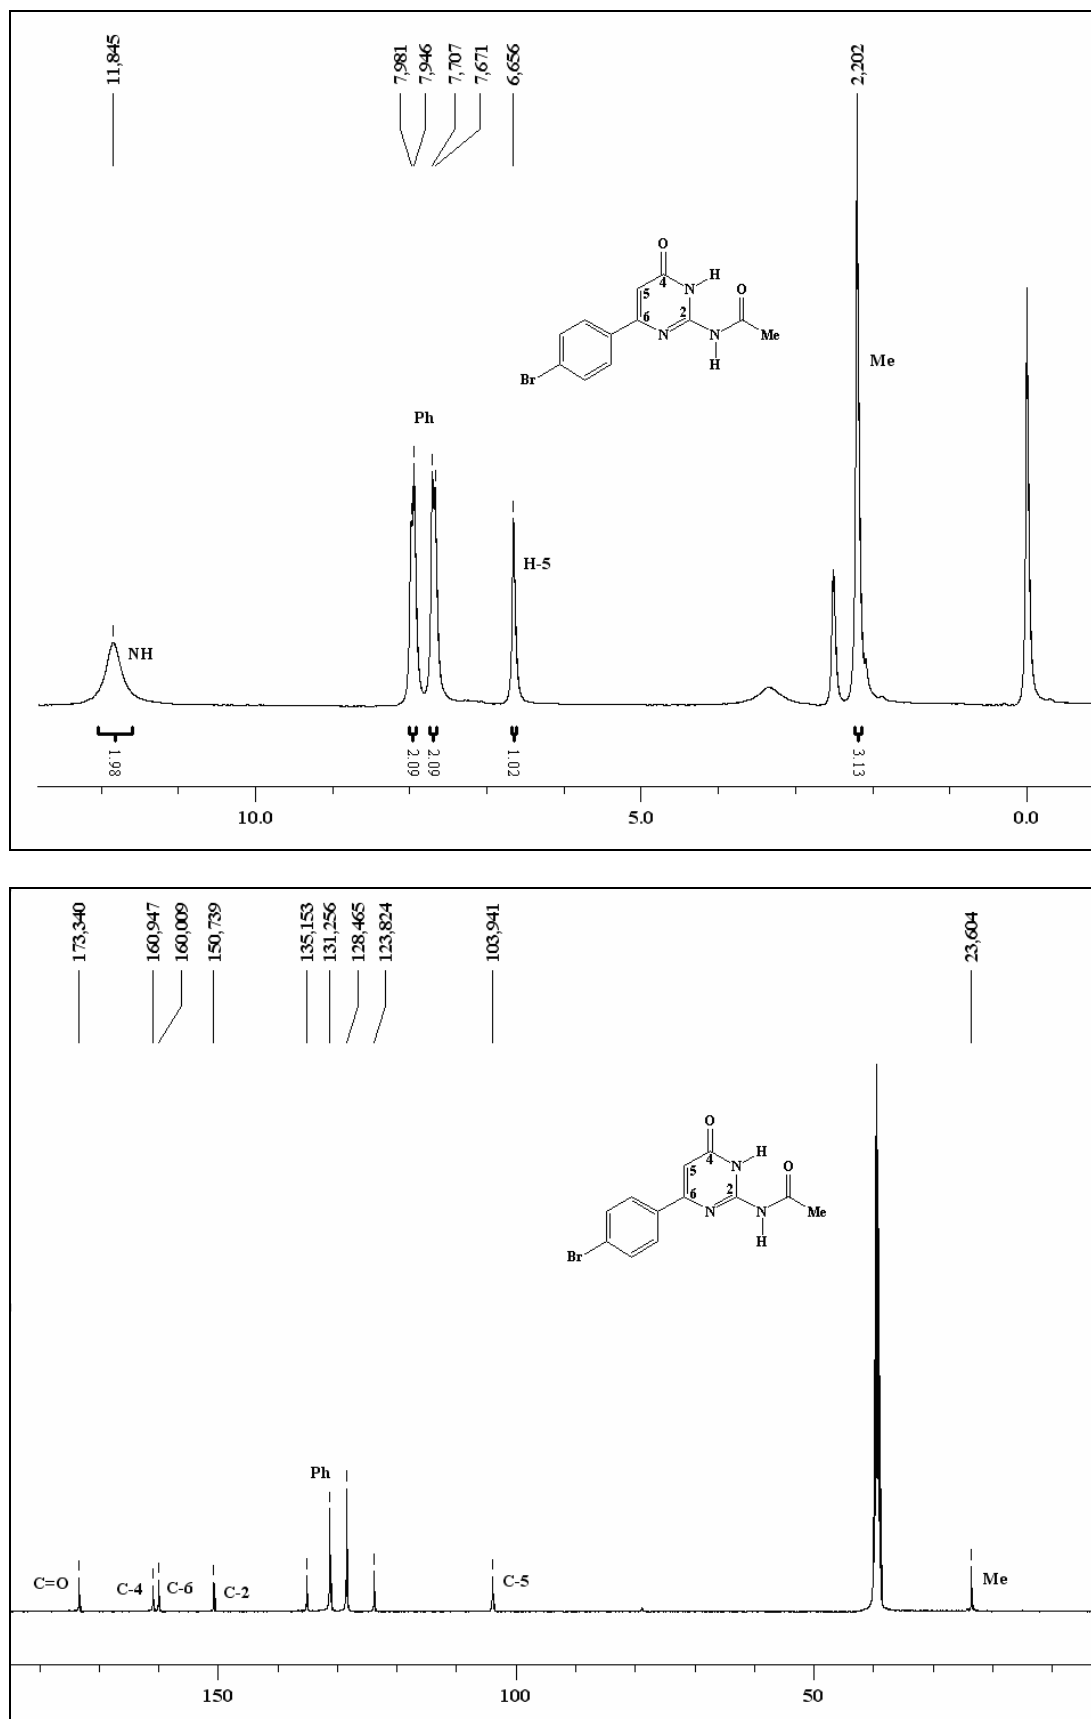 11,845
7,981
7,946
7,707
7,671
6,656
2,202
O
4
N
H
5
O
6
N
2
N
Me
H
Br
Me
Ph
H-5
NH
1.98
2.09
2.09
1.02
3.13
10.0
5.0
0.0
173,340
160,947
160,009
150,739
135,153
131,256
128,465
123,824
103,941
23,604
O
4
N
H
5
O
6
N
2
N
Me
H
Br
Ph
C=O
C-4
C-6
C-2
C-5
Me
150
100
50